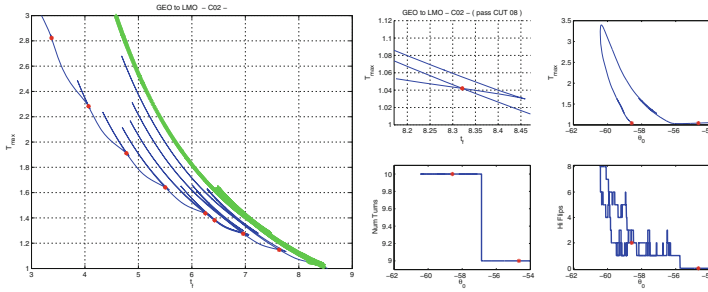 GEO to LMO - C02 -
3
2.8
2.6
2.4
2.2
2
1.8
1.6
1.4
1.2
1
T_max
3 4 5 6 7 8 9
t_f
GEO to LMO - C02 - ( pass CUT 08 )
1.12
1.1
1.08
1.06
1.04
1.02
1
T_max
8.2 8.25 8.3 8.35 8.4 8.45
t_f
3.5
3
2.5
2
1.5
1
T_max
-62 -60 -58 -56 -54
θ_0
10
9.8
9.6
9.4
9.2
9
Num Turns
-62 -60 -58 -56 -54
θ_0
8
6
4
2
0
Hi Flips
-62 -60 -58 -56 -54
θ_0